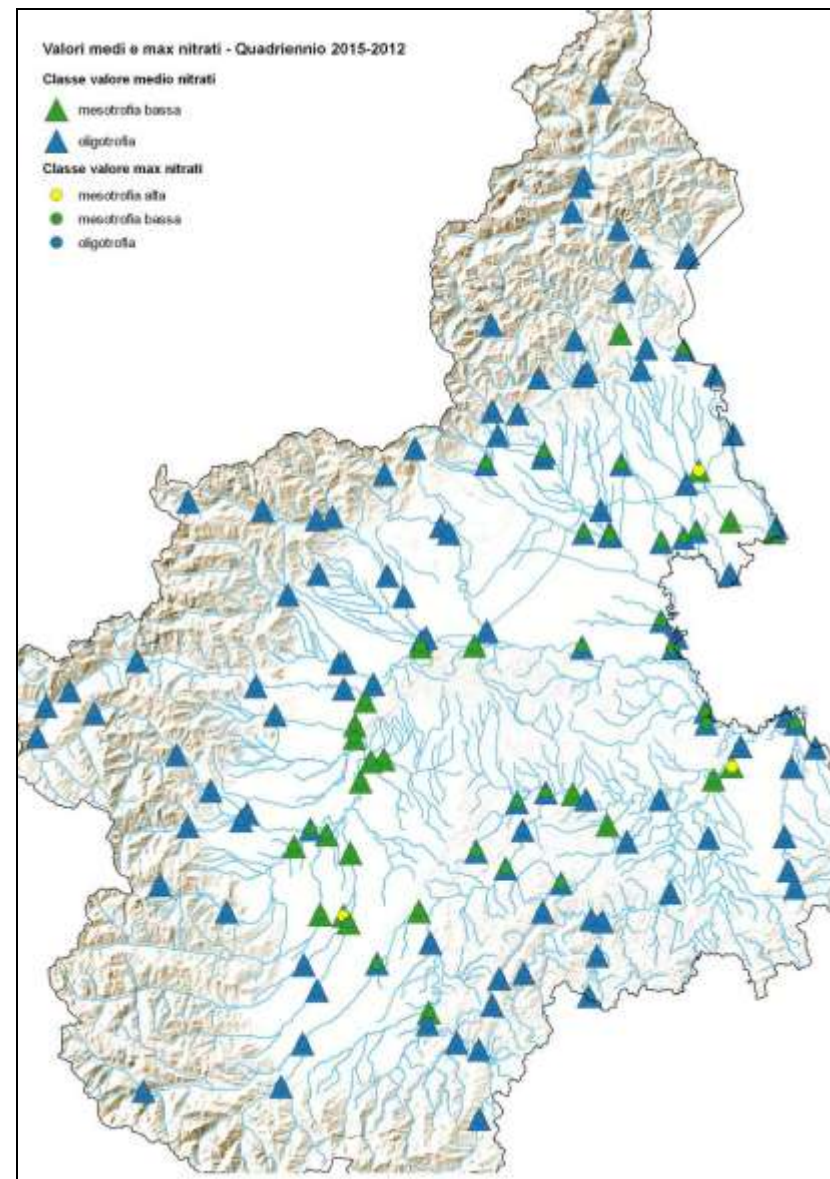 Valori medi e max nitrati - Quadriennio 2015-2012
Classe valore medio nitrati
mesotrofia bassa
oligotrofia
Classe valore max nitrati
mesotrofia alta
mesotrofia bassa
oligotrofia